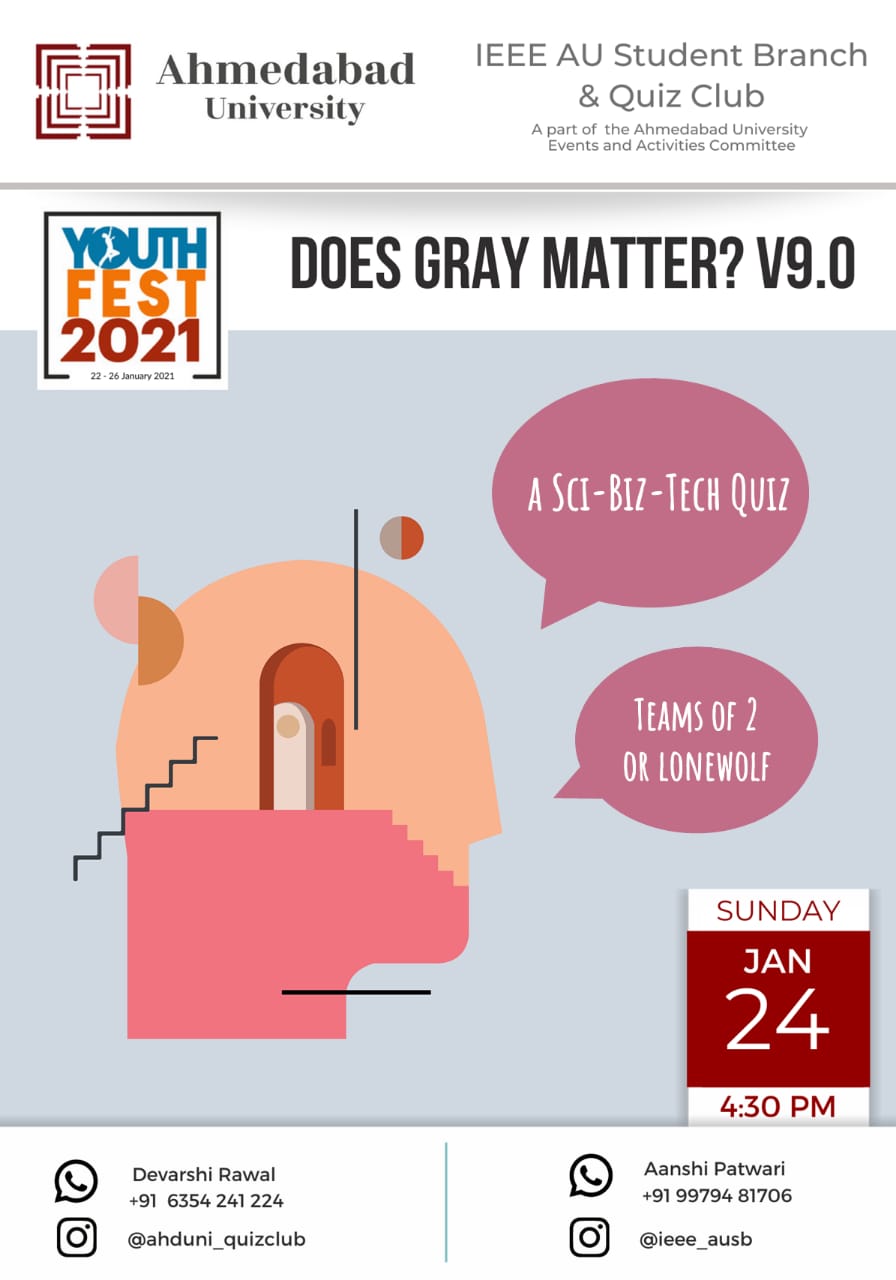 Ahmedabad
University
IEEE AU Student Branch
& Quiz Club
A part of the Ahmedabad University
Events and Activities Committee
YOUTH
FEST
2021
22 - 26 January 2021
DOES GRAY MATTER? V9.0
A SCI-BIZ-TECH QUIZ
TEAMS OF 2
OR LONEWOLF
SUNDAY
JAN
24
4:30 PM
Devarshi Rawal
+91 6354 241 224
@ahduni_quizclub
Aanshi Patwari
+91 99794 81706
@ieee_ausb